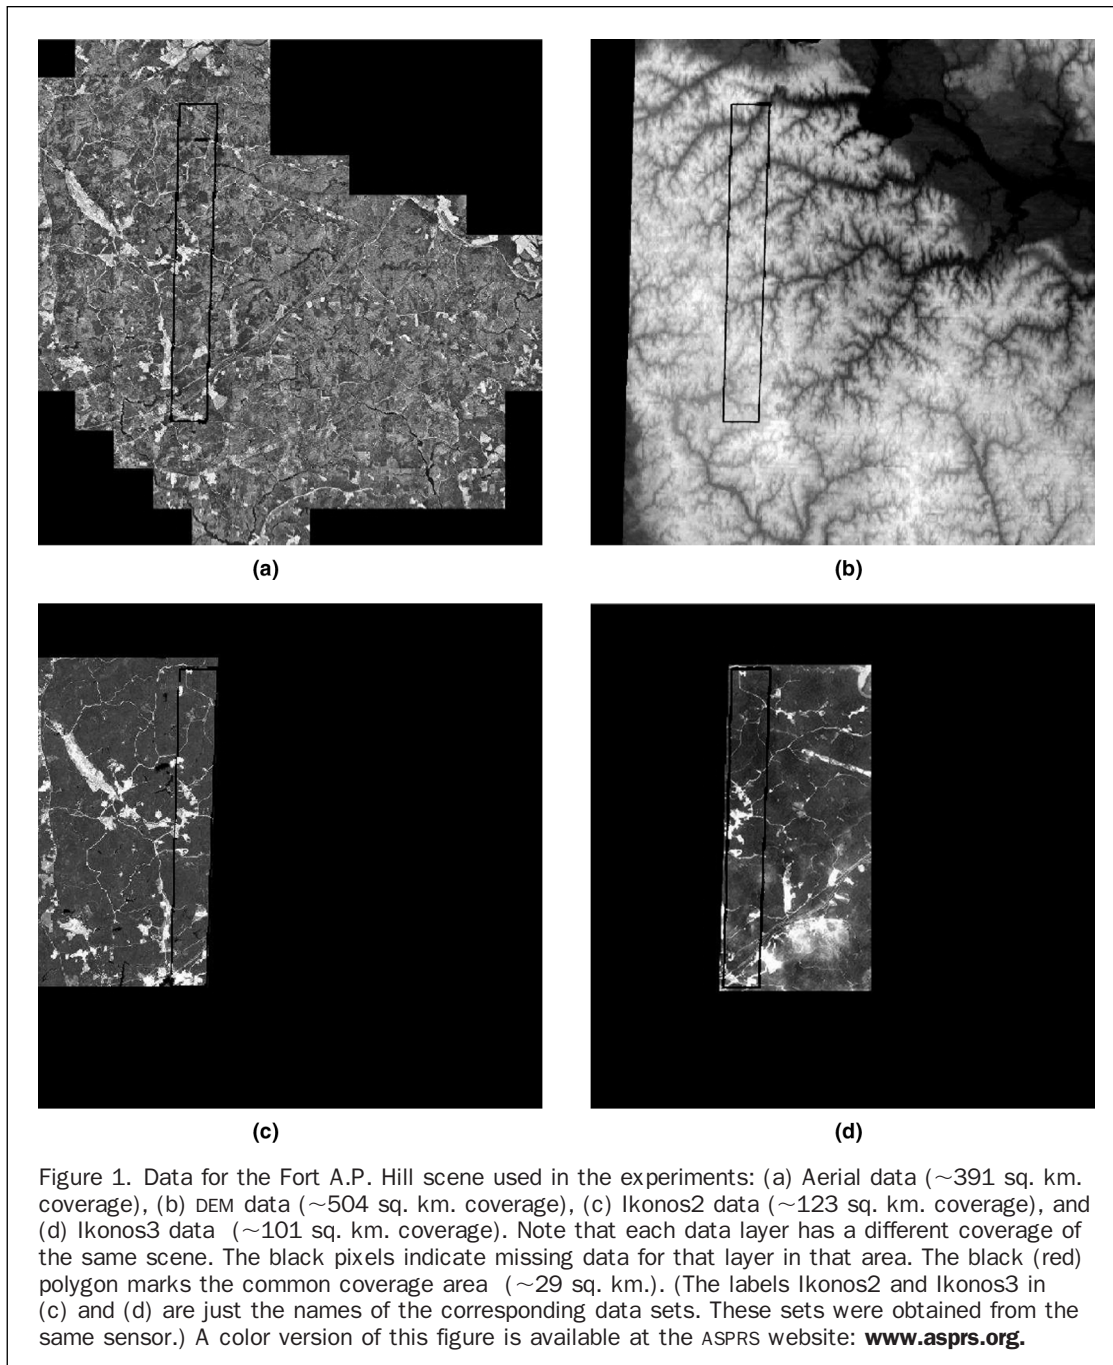 (a)
(b)
(c)
(d)
Figure 1. Data for the Fort A.P. Hill scene used in the experiments: (a) Aerial data (~391 sq. km.
coverage), (b) DEM data (~504 sq. km. coverage), (c) Ikonos2 data (~123 sq. km. coverage), and
(d) Ikonos3 data (~101 sq. km. coverage). Note that each data layer has a different coverage of
the same scene. The black pixels indicate missing data for that layer in that area. The black (red)
polygon marks the common coverage area (~29 sq. km.). (The labels Ikonos2 and Ikonos3 in
(c) and (d) are just the names of the corresponding data sets. These sets were obtained from the
same sensor.) A color version of this figure is available at the ASPRS website: www.asprs.org.